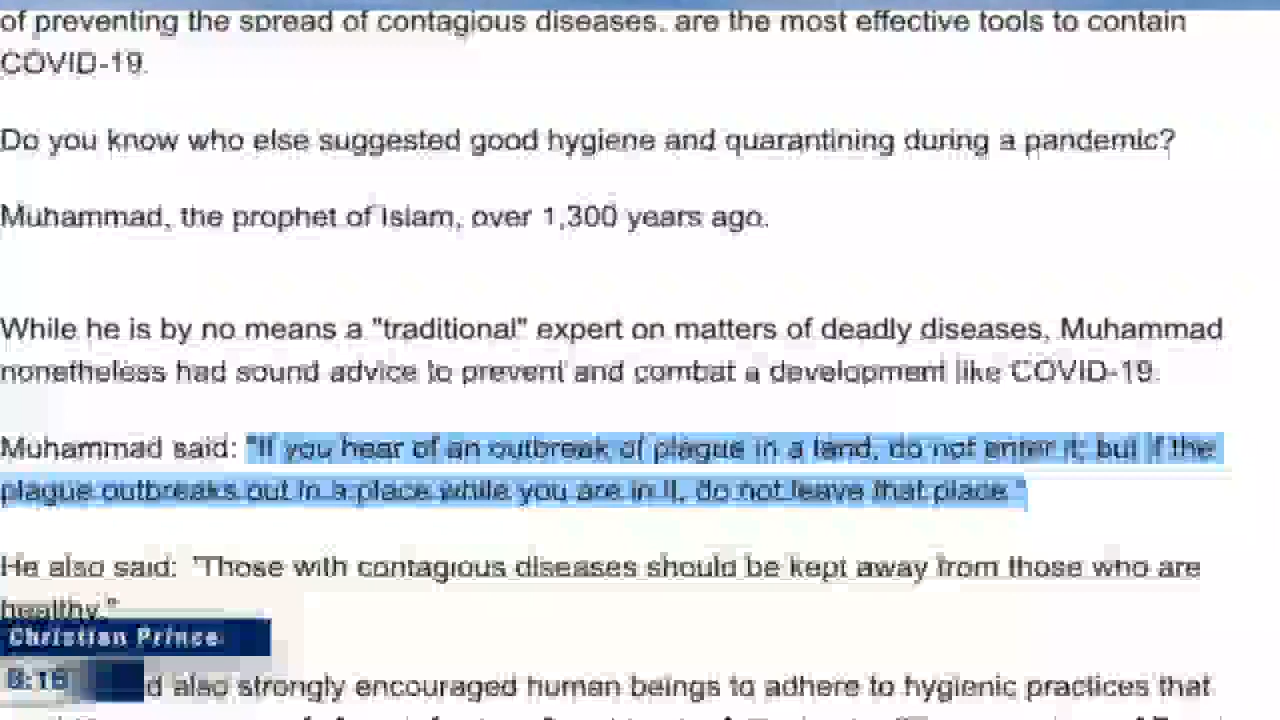 of preventing the spread of contagious diseases, are the most effective tools to contain
COVID-19.
Do you know who else suggested good hygiene and quarantining during a pandemic?
Muhammad, the prophet of Islam, over 1,300 years ago.
While he is by no means a "traditional" expert on matters of deadly diseases, Muhammad
nonetheless had sound advice to prevent and combat a development like COVID-19.
Muhammad said: "If you hear of an outbreak of plague in a land, do not enter it; but if the
plague outbreaks out in a place while you are in it, do not leave that place."
He also said: "Those with contagious diseases should be kept away from those who are
healthy."
Christian Prince
d also strongly encouraged human beings to adhere to hygienic practices that